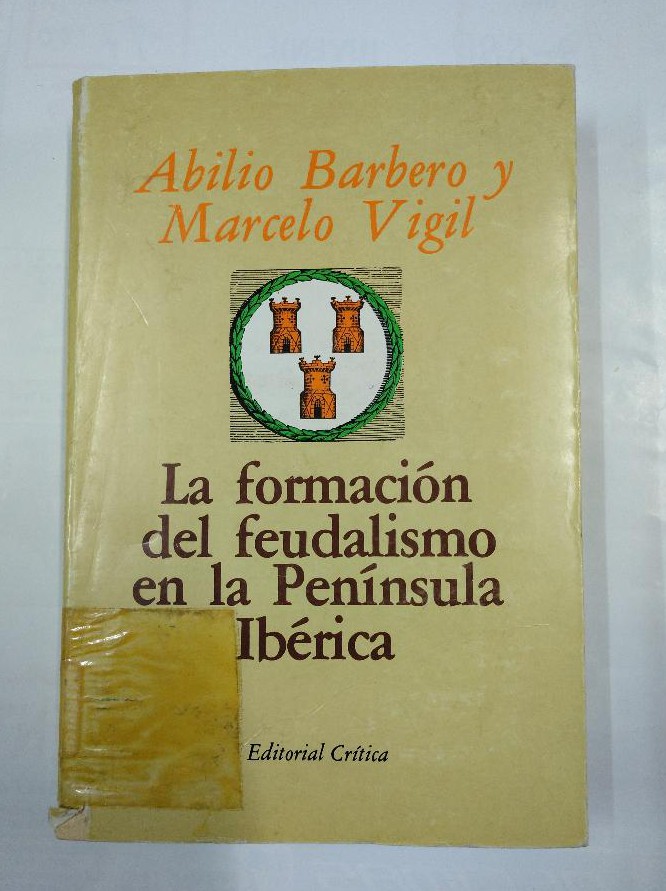 Abilio Barbero y
Marcelo Vigil
La formación
del feudalismo
en la Península
Ibérica
Editorial Crítica